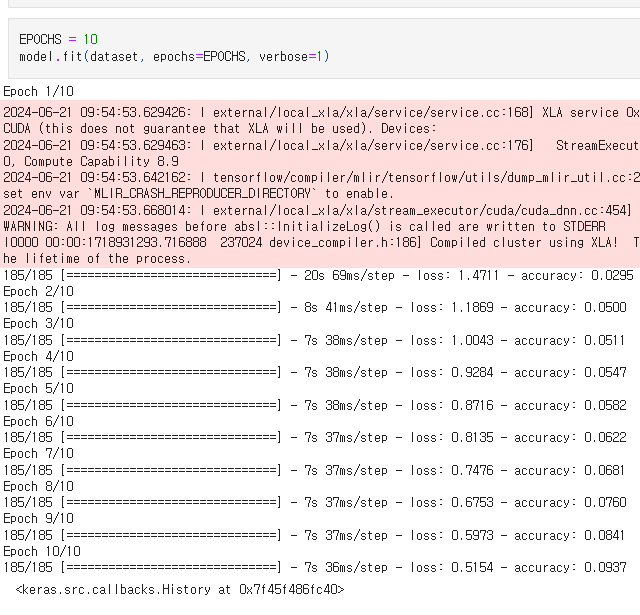 EPOCHS = 10
model.fit(dataset, epochs=EPOCHS, verbose=1)
Epoch 1/10
2024-06-21 09:54:53.629426: I external/local_xla/xla/service/service.cc:168] XLA service 0x
CUDA (this does not guarantee that XLA will be used). Devices:
2024-06-21 09:54:53.629463: I external/local_xla/xla/service/service.cc:176]   StreamExecut
0, Compute Capability 8.9
2024-06-21 09:54:53.642162: I tensorflow/compiler/mlir/tensorflow/utils/dump_mlir_util.cc:2
set env var `MLIR_CRASH_REPRODUCER_DIRECTORY` to enable.
2024-06-21 09:54:53.668014: I external/local_xla/xla/stream_executor/cuda/cuda_dnn.cc:454]
WARNING: All log messages before absl::InitializeLog() is called are written to STDERR
I0000 00:00:1718931293.716888  237024 device_compiler.h:186] Compiled cluster using XLA!  T
he lifetime of the process.
185/185 [==============================] - 20s 69ms/step - loss: 1.4711 - accuracy: 0.0295
Epoch 2/10
185/185 [==============================] - 8s 41ms/step - loss: 1.1869 - accuracy: 0.0500
Epoch 3/10
185/185 [==============================] - 7s 38ms/step - loss: 1.0043 - accuracy: 0.0511
Epoch 4/10
185/185 [==============================] - 7s 38ms/step - loss: 0.9284 - accuracy: 0.0547
Epoch 5/10
185/185 [==============================] - 7s 38ms/step - loss: 0.8716 - accuracy: 0.0582
Epoch 6/10
185/185 [==============================] - 7s 37ms/step - loss: 0.8135 - accuracy: 0.0622
Epoch 7/10
185/185 [==============================] - 7s 37ms/step - loss: 0.7476 - accuracy: 0.0681
Epoch 8/10
185/185 [==============================] - 7s 37ms/step - loss: 0.6753 - accuracy: 0.0760
Epoch 9/10
185/185 [==============================] - 7s 37ms/step - loss: 0.5973 - accuracy: 0.0841
Epoch 10/10
185/185 [==============================] - 7s 36ms/step - loss: 0.5154 - accuracy: 0.0937
<keras.src.callbacks.History at 0x7f45f486fc40>